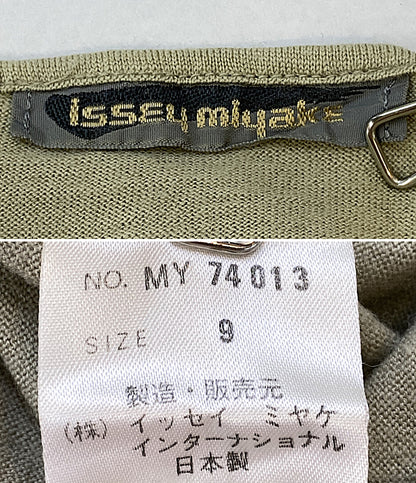 issey miyake
NO. MY 74013
SIZE 9
製造・販売元
(株) イッセイ ミヤケ
インターナショナル
日本製